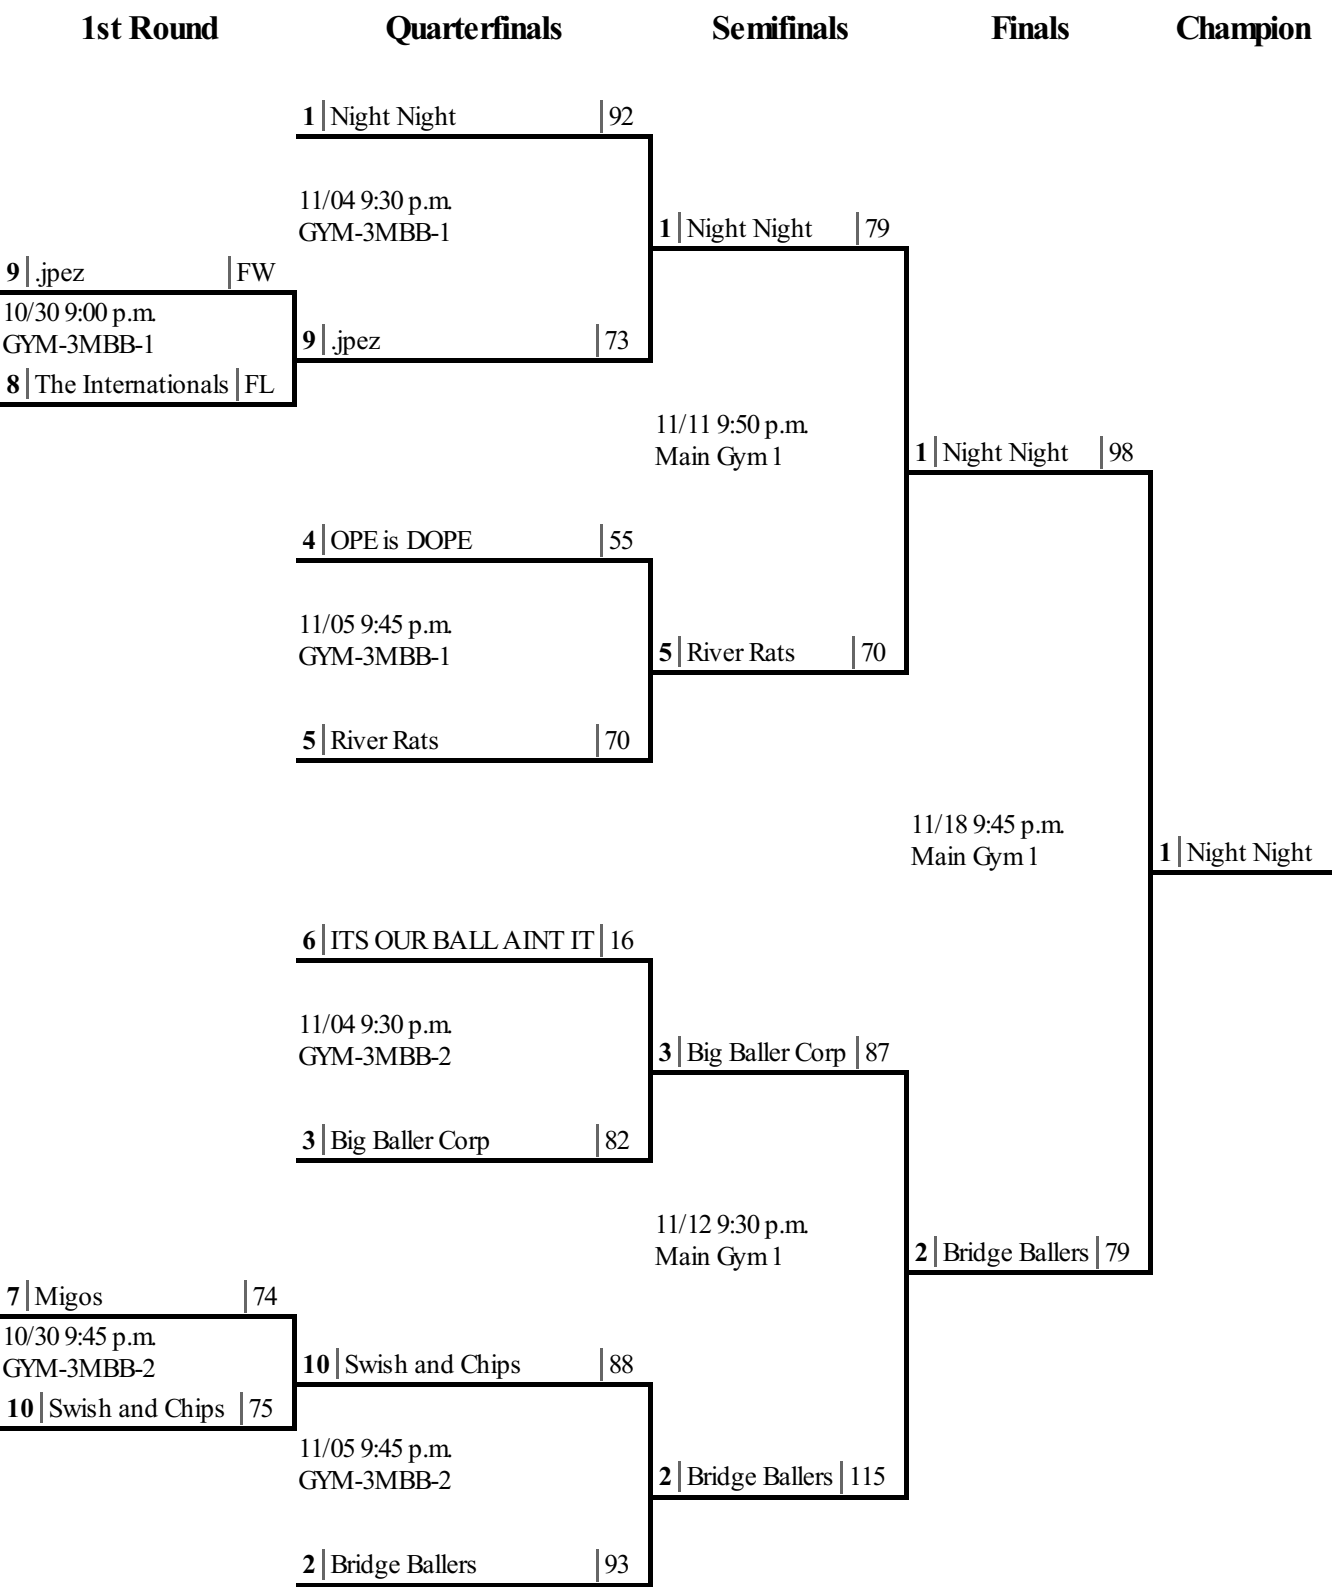 1st Round Quarterfinals Semifinals Finals Champion
1 Night Night 92
11/04 9:30 p.m.
GYM-3MBB-1
1 Night Night 79
9 .jpez FW
10/30 9:00 p.m.
GYM-3MBB-1
9 .jpez 73
8 The Internationals FL
11/11 9:50 p.m.
Main Gym 1
1 Night Night 98
4 OPE is DOPE 55
11/05 9:45 p.m.
GYM-3MBB-1
5 River Rats 70
5 River Rats 70
11/18 9:45 p.m.
Main Gym 1
1 Night Night
6 ITS OUR BALL AINT IT 16
11/04 9:30 p.m.
GYM-3MBB-2
3 Big Baller Corp 87
3 Big Baller Corp 82
11/12 9:30 p.m.
Main Gym 1
2 Bridge Ballers 79
7 Migos 74
10/30 9:45 p.m.
GYM-3MBB-2
10 Swish and Chips 88
10 Swish and Chips 75
11/05 9:45 p.m.
GYM-3MBB-2
2 Bridge Ballers 115
2 Bridge Ballers 93